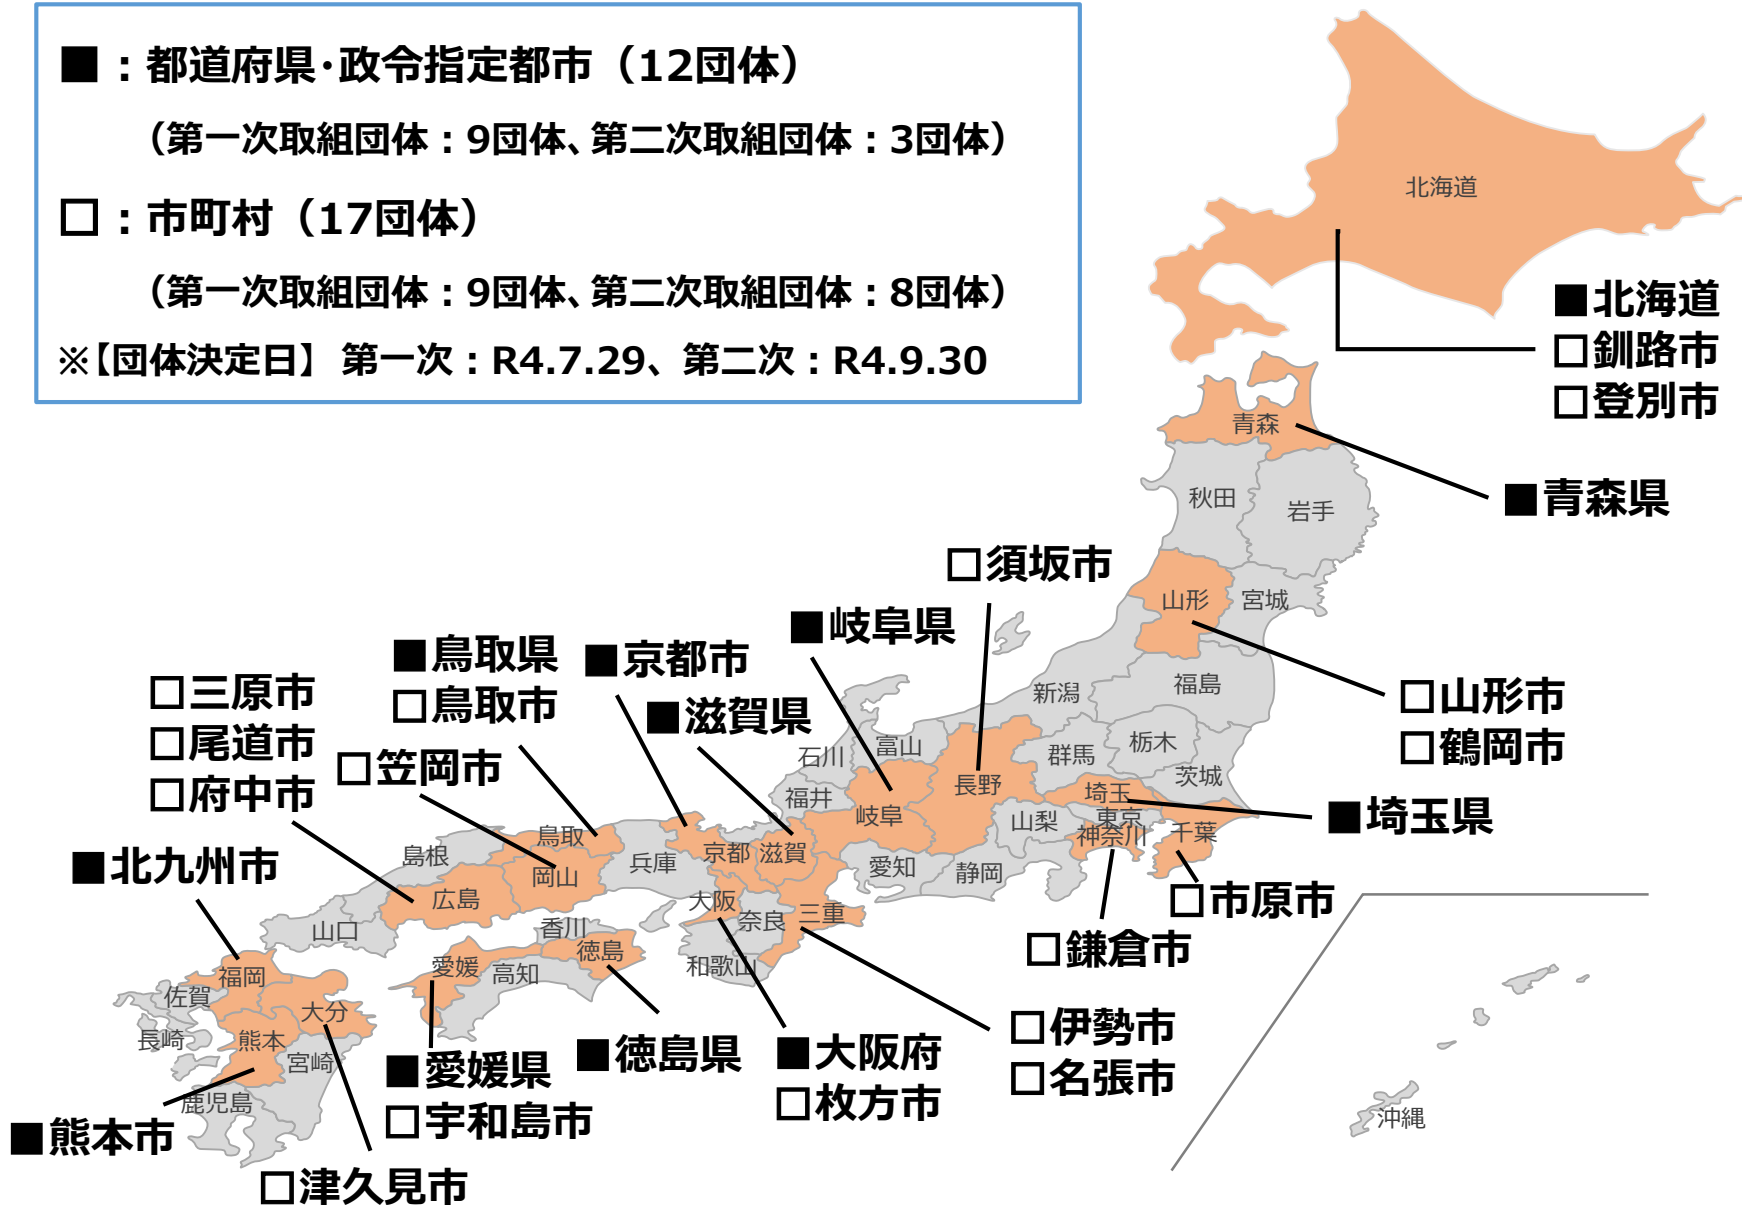 ■：都道府県・政令指定都市（12団体）
（第一次取組団体：9団体、第二次取組団体：3団体）
□：市町村（17団体）
（第一次取組団体：9団体、第二次取組団体：8団体）
※【団体決定日】 第一次：R4.7.29、第二次：R4.9.30
北海道
■北海道
□釧路市
□登別市
青森
■青森県
秋田
岩手
□須坂市
山形
宮城
■岐阜県
■鳥取県
□鳥取市
■京都市
■滋賀県
□三原市
□尾道市
□府中市
□笠岡市
新潟
福島
□山形市
□鶴岡市
石川
富山
群馬
栃木
茨城
福井
長野
埼玉
■埼玉県
岐阜
山梨
東京
神奈川
千葉
鳥取
島根
兵庫
京都
滋賀
愛知
静岡
■北九州市
岡山
広島
大阪
奈良
三重
□市原市
山口
香川
□鎌倉市
徳島
愛媛
高知
和歌山
福岡
佐賀
大分
長崎
熊本
宮崎
鹿児島
□伊勢市
□名張市
■大阪府
□枚方市
■徳島県
■愛媛県
□宇和島市
■熊本市
□津久見市
沖縄